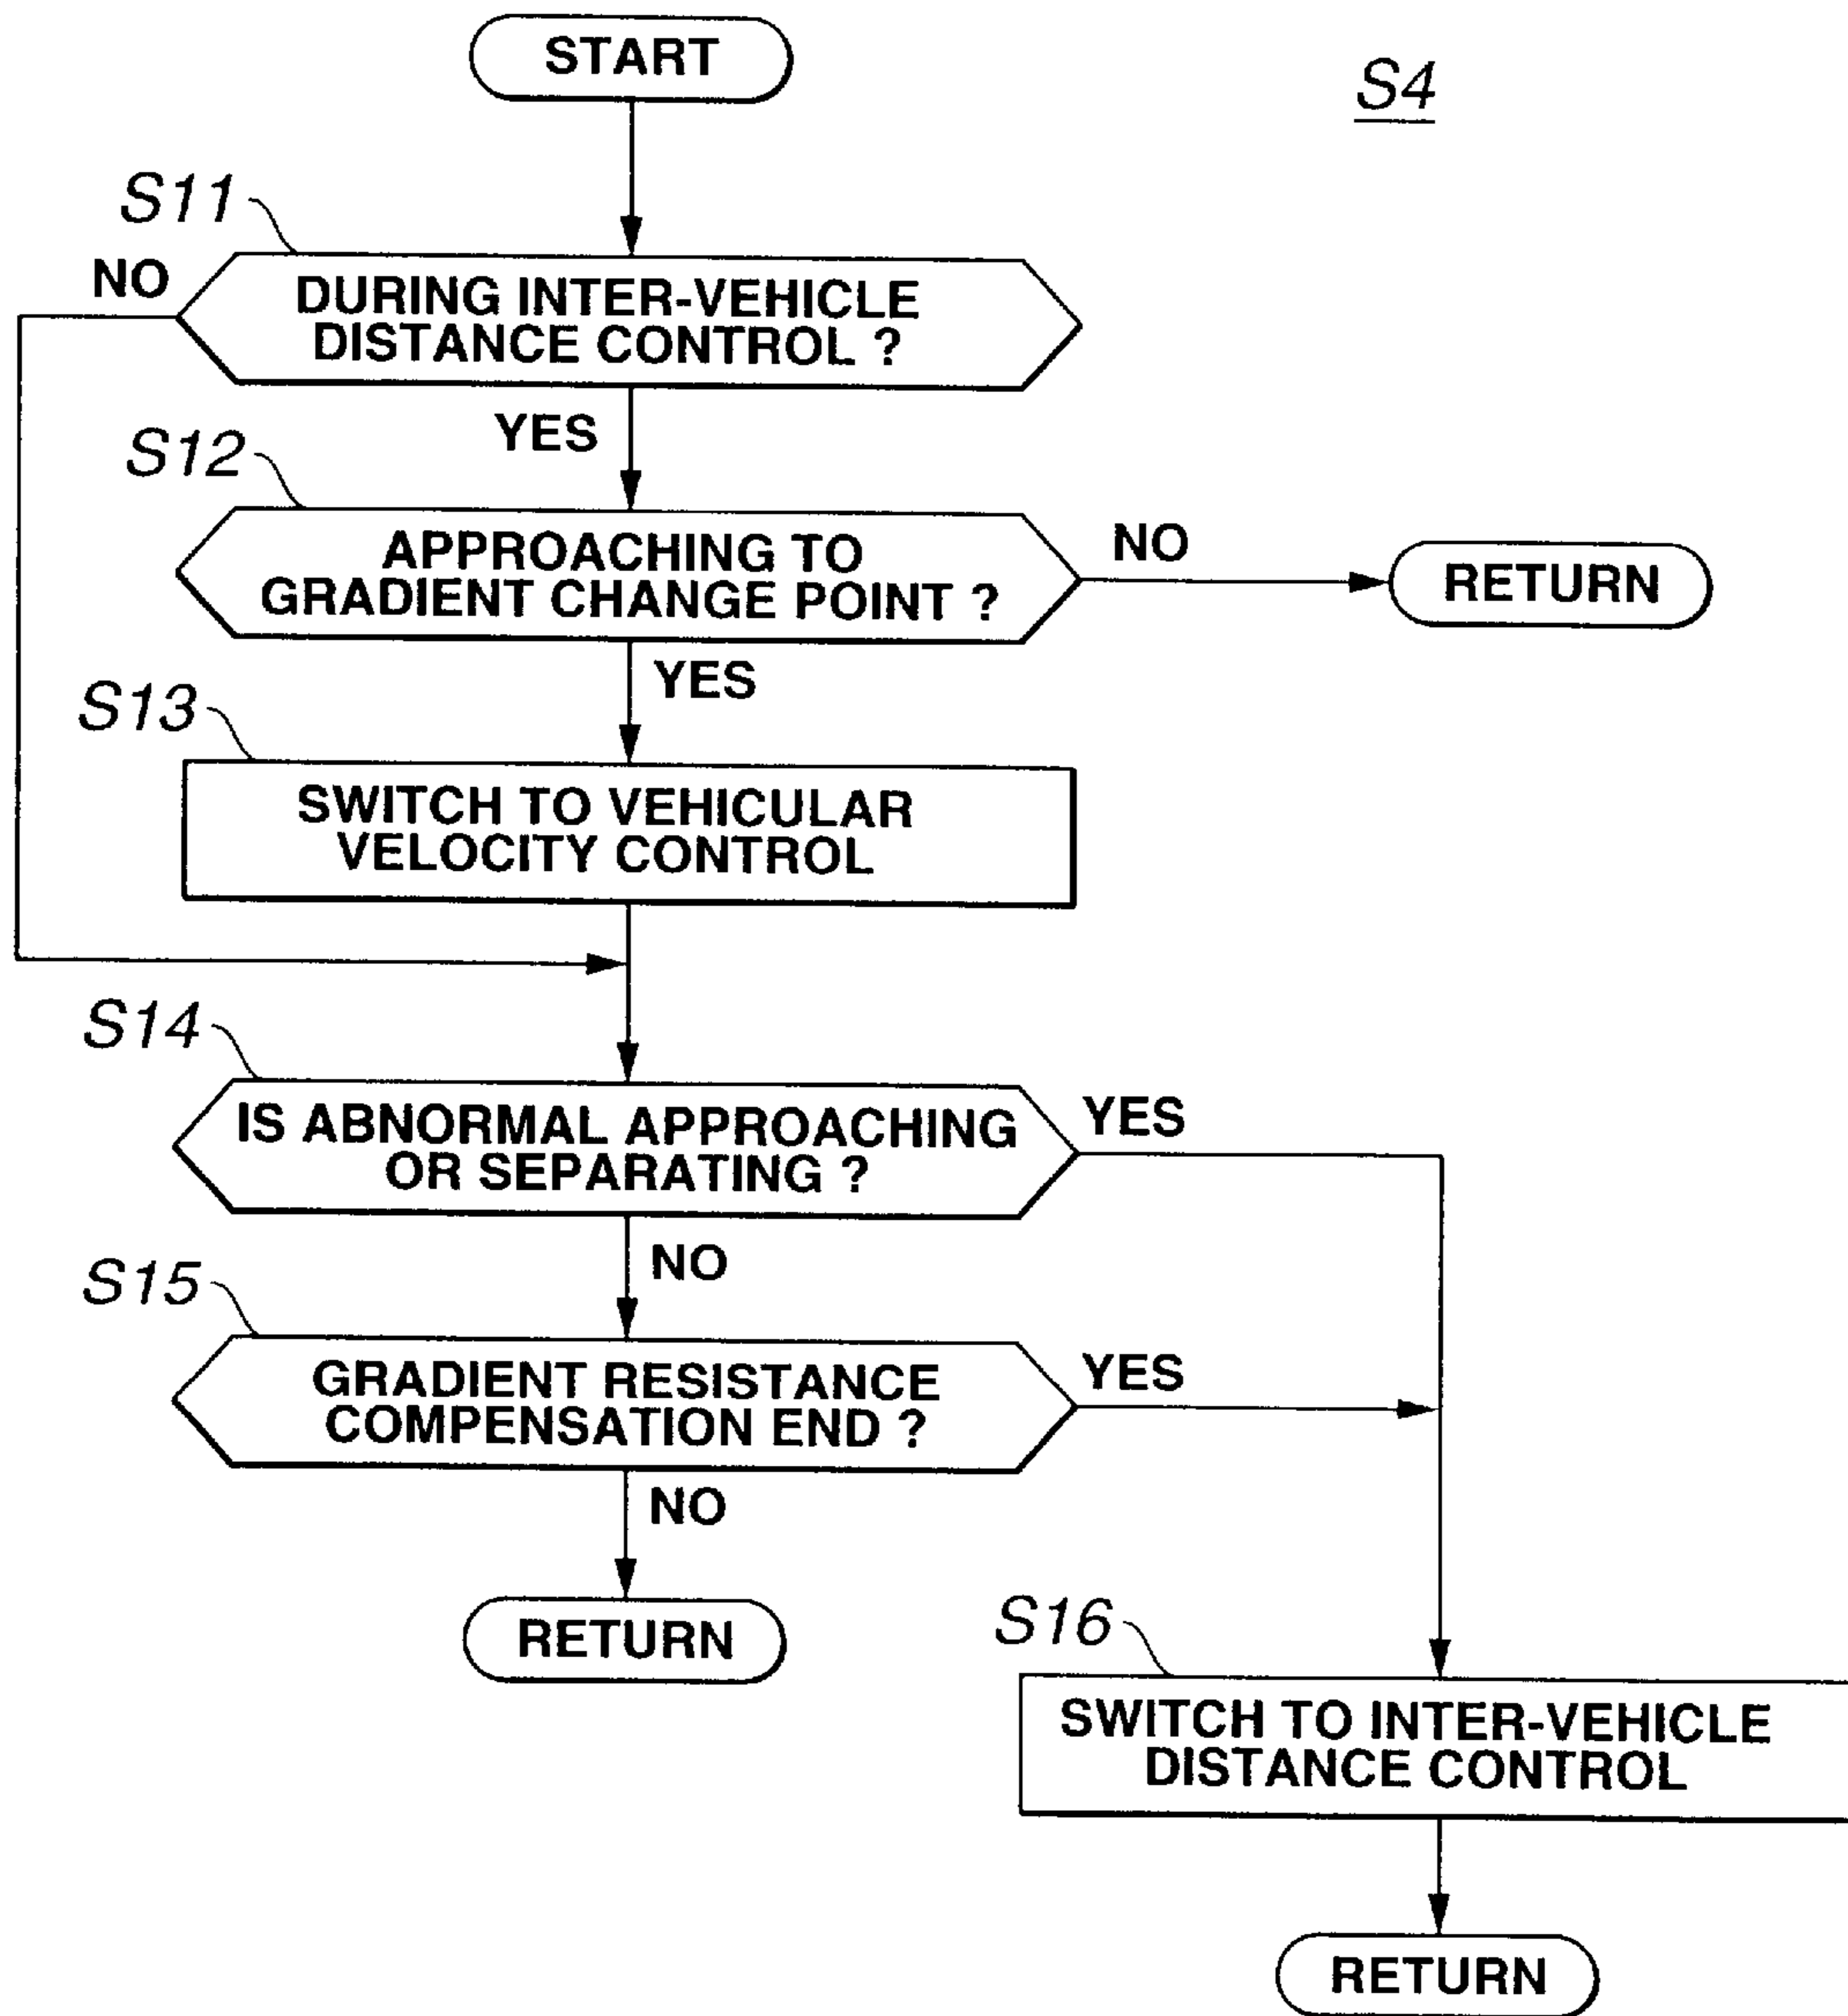 START
S4
S11
NO
DURING INTER-VEHICLE
DISTANCE CONTROL ?
YES
S12
APPROACHING TO
GRADIENT CHANGE POINT ?
NO
RETURN
YES
S13
SWITCH TO VEHICULAR
VELOCITY CONTROL
S14
IS ABNORMAL APPROACHING
OR SEPARATING ?
YES
NO
S15
GRADIENT RESISTANCE
COMPENSATION END ?
YES
NO
RETURN
S16
SWITCH TO INTER-VEHICLE
DISTANCE CONTROL
RETURN